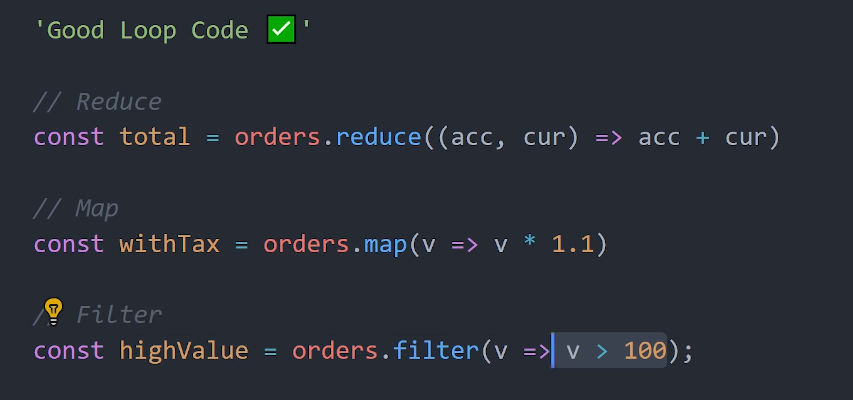 'Good Loop Code ✅'
// Reduce
const total = orders.reduce((acc, cur) => acc + cur)
// Map
const withTax = orders.map(v => v * 1.1)
/ Filter
const highValue = orders.filter(v => v > 100);